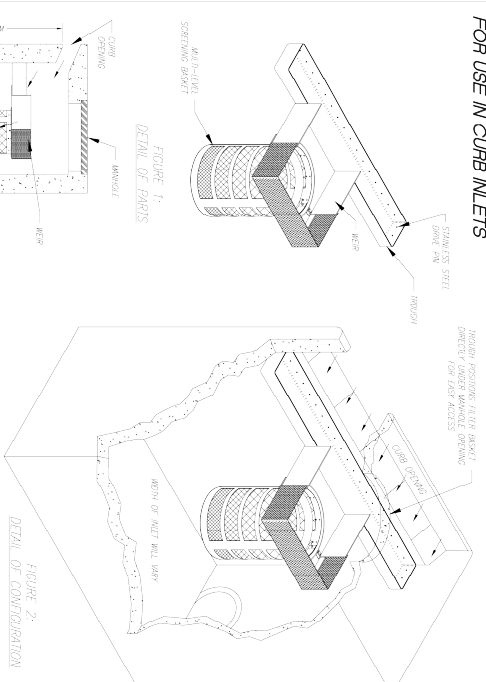 FOR USE IN CURB INLETS
STAINLESS STEEL
DRIVE PIN
TROUGH
WEIR
MULTI-LEVEL
SCREENING BASKET
FIGURE 1:
DETAIL OF PARTS
CURB
OPENING
MANHOLE
WEIR
TROUGH POSITIONS FILTER BASKET
DIRECTLY UNDER MANHOLE OPENING
FOR EASY ACCESS
CURB OPENING
WIDTH OF INLET WILL VARY
FIGURE 2:
DETAIL OF CONFIGURATION